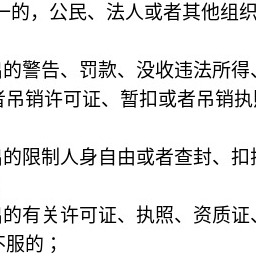 一的，公民、法人或者其他组织
的警告、罚款、没收违法所得、
吊销许可证、暂扣或者吊销执
的限制人身自由或者查封、扣
的有关许可证、执照、资质证、
不服的；